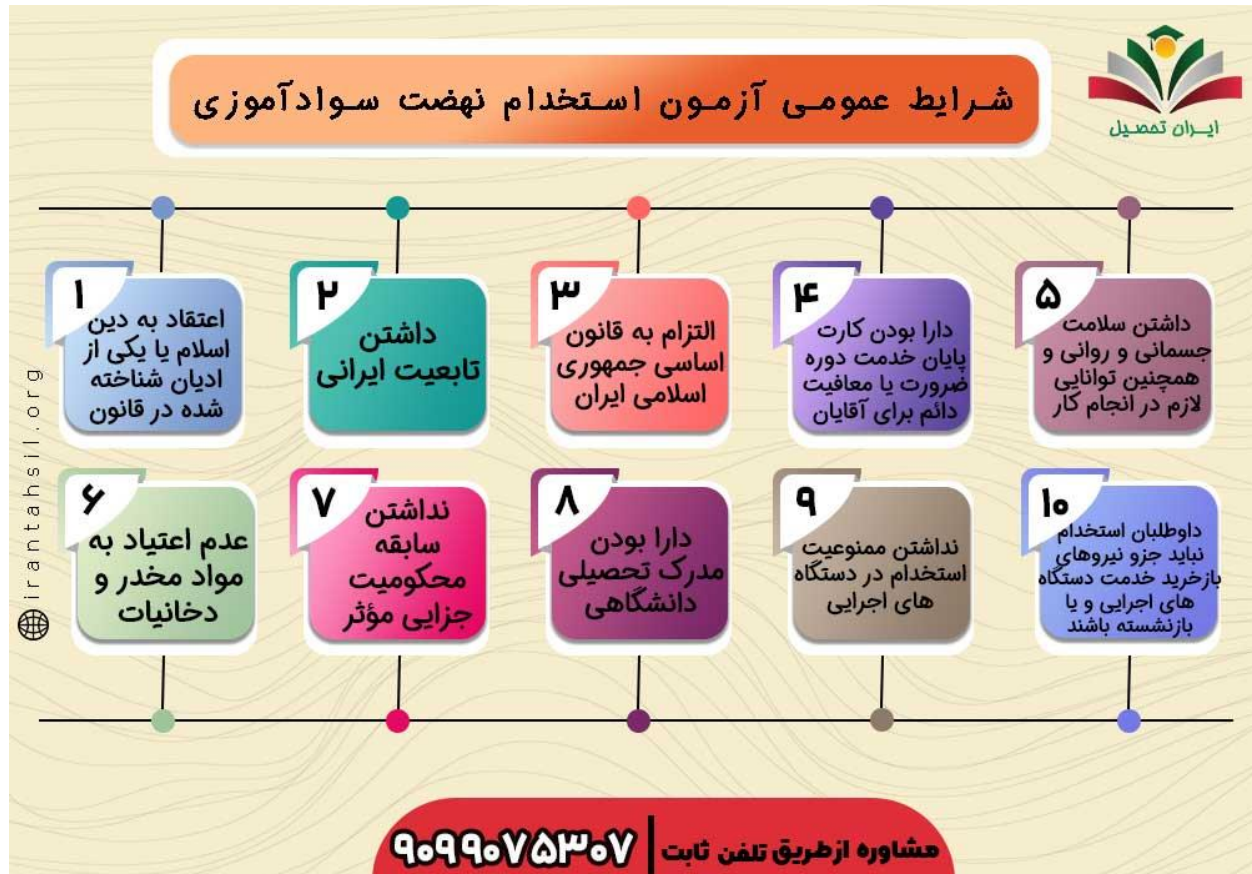 شرایط عمومی آزمون استخدام نهضت سوادآموزی
ایران تحصیل
۱
اعتقاد به دین
اسلام یا یکی از
ادیان شناخته
شده در قانون
۲
داشتن
تابعیت ایرانی
۳
التزام به قانون
اساسی جمهوری
اسلامی ایران
۴
دارا بودن کارت
پایان خدمت دوره
ضرورت یا معافیت
دائم برای آقایان
۵
داشتن سلامت
جسمانی و روانی و
همچنین توانایی
لازم در انجام کار
۶
عدم اعتیاد به
مواد مخدر و
دخانیات
۷
نداشتن
سابقه
محکومیت
جزایی مؤثر
۸
دارا بودن
مدرک تحصیلی
دانشگاهی
۹
نداشتن ممنوعیت
استخدام در دستگاه
های اجرایی
۱۰
داوطلبان استخدام
نباید جزو نیروهای
بازخرید خدمت دستگاه
های اجرایی و یا
بازنشسته باشند
irantahsil.org
مشاوره ازطریق تلفن ثابت | ۹۰۹۹۰۷۵۳۰۷